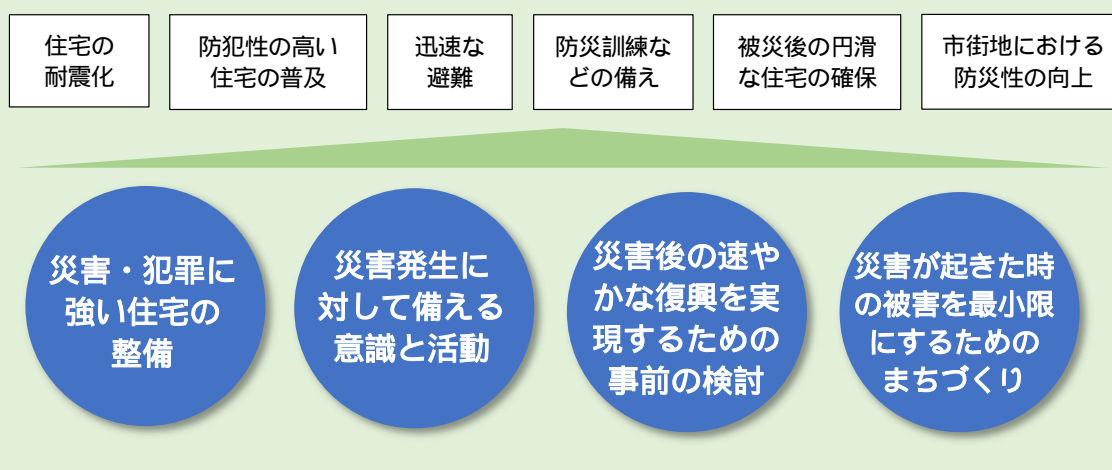 住宅の
耐震化
防犯性の高い
住宅の普及
迅速な
避難
防災訓練な
どの備え
被災後の円滑
な住宅の確保
市街地における
防災性の向上
災害・犯罪に
強い住宅の
整備
災害発生に
対して備える
意識と活動
災害後の速や
かな復興を実
現するための
事前の検討
災害が起きた時
の被害を最小限
にするための
まちづくり